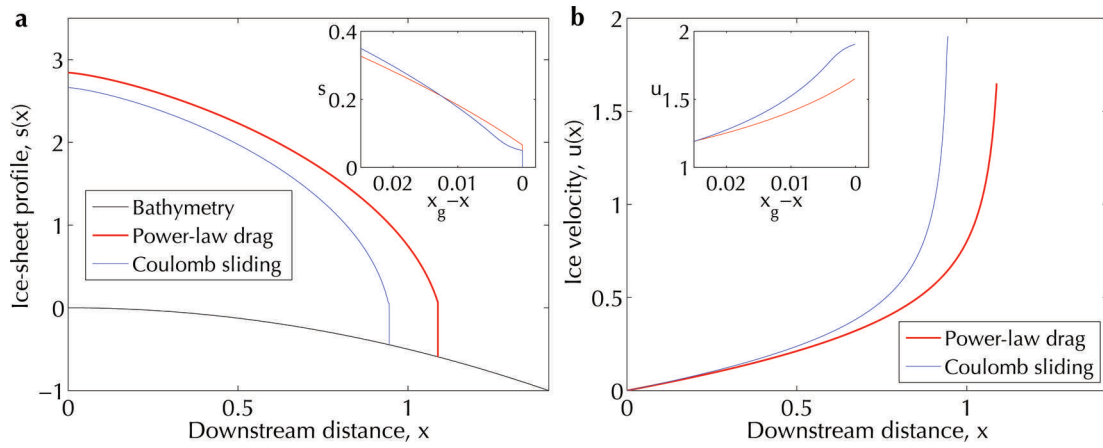 a
Ice-sheet profile, s(x)
3
2
1
0
−1
0
0.5
1
Downstream distance, x
Bathymetry
Power-law drag
Coulomb sliding
0.4
s
0.2
0
0.02
0.01
0
x_g−x
b
Ice velocity, u(x)
2
1.5
1
0.5
0
0
0.5
1
Downstream distance, x
2
u
1.5
1
0.02
0.01
0
x_g−x
Power-law drag
Coulomb sliding